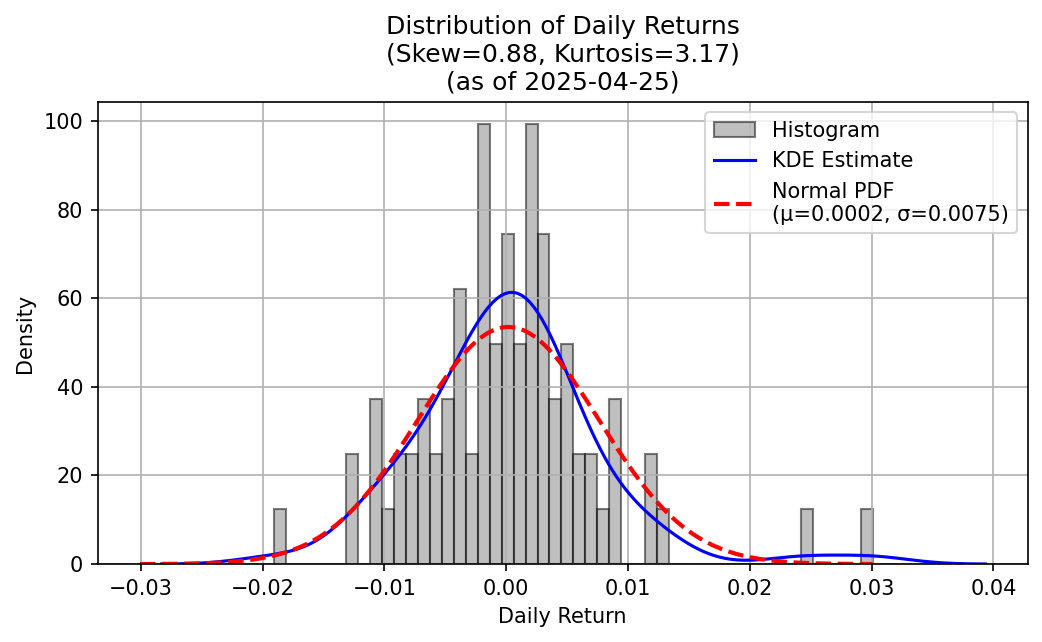 Distribution of Daily Returns
(Skew=0.88, Kurtosis=3.17)
(as of 2025-04-25)
Histogram
KDE Estimate
Normal PDF
(μ=0.0002, σ=0.0075)
Density
100
80
60
40
20
0
−0.03
−0.02
−0.01
0.00
0.01
0.02
0.03
0.04
Daily Return